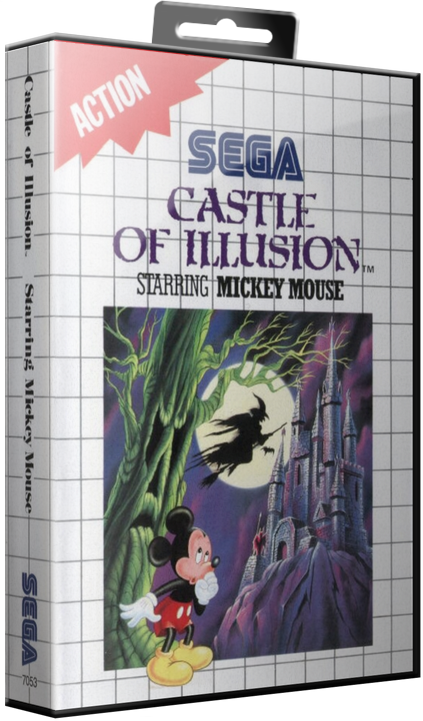 ACTION
SEGA
CASTLE
OF ILLUSION™
STARRING MICKEY MOUSE
Castle of Illusion Starring Mickey Mouse
SEGA
7053